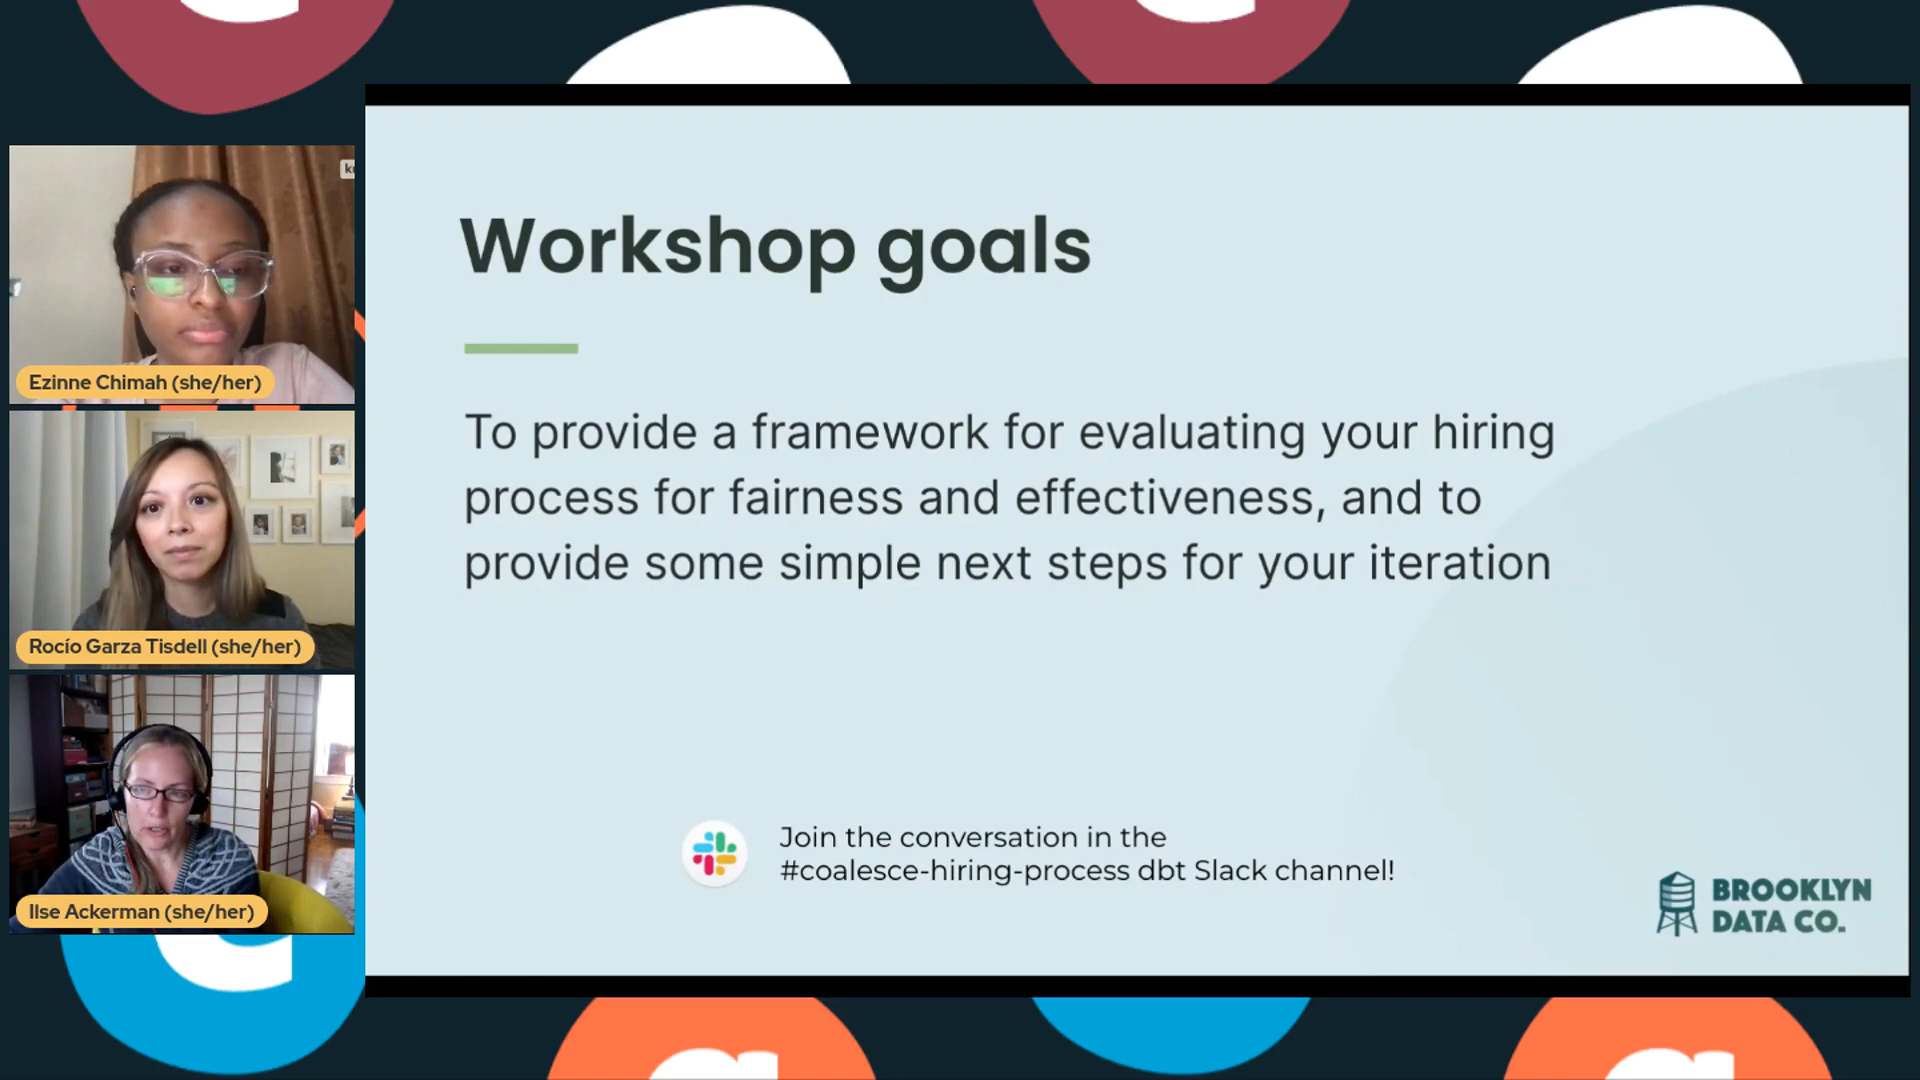 Workshop goals
To provide a framework for evaluating your hiring
process for fairness and effectiveness, and to
provide some simple next steps for your iteration
Join the conversation in the
#coalesce-hiring-process dbt Slack channel!
BROOKLYN
DATA CO.
Ezinne Chimah (she/her)
Rocío Garza Tisdell (she/her)
Ilse Ackerman (she/her)